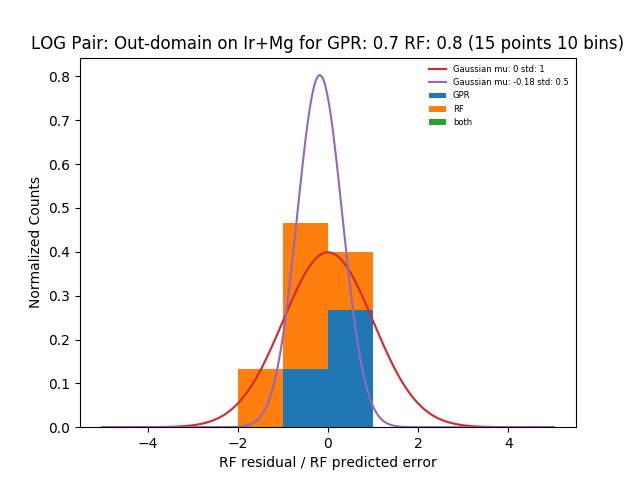 LOG Pair: Out-domain on Ir+Mg for GPR: 0.7 RF: 0.8 (15 points 10 bins)
Gaussian mu: 0 std: 1
Gaussian mu: -0.18 std: 0.5
GPR
RF
both
Normalized Counts
0.8
0.7
0.6
0.5
0.4
0.3
0.2
0.1
0.0
−4 −2 0 2 4
RF residual / RF predicted error